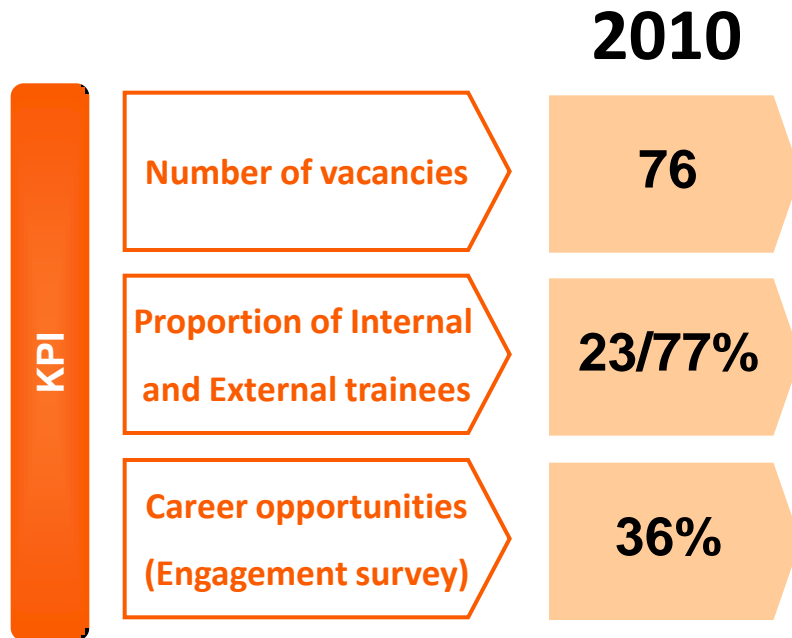 2010
KPI
Number of vacancies
76
Proportion of Internal
and External trainees
23/77%
Career opportunities
(Engagement survey)
36%